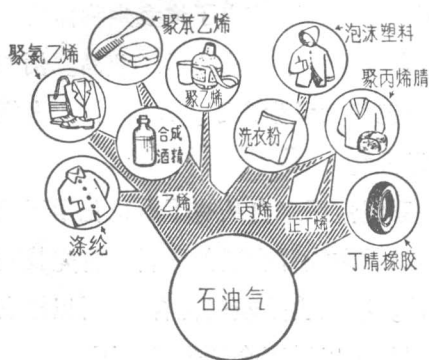 聚苯乙烯
泡沫塑料
聚氯乙烯
聚丙烯腈
聚乙烯
合成
酒精
洗衣粉
乙烯
丙烯
正丁烯
涤纶
丁腈橡胶
石油气